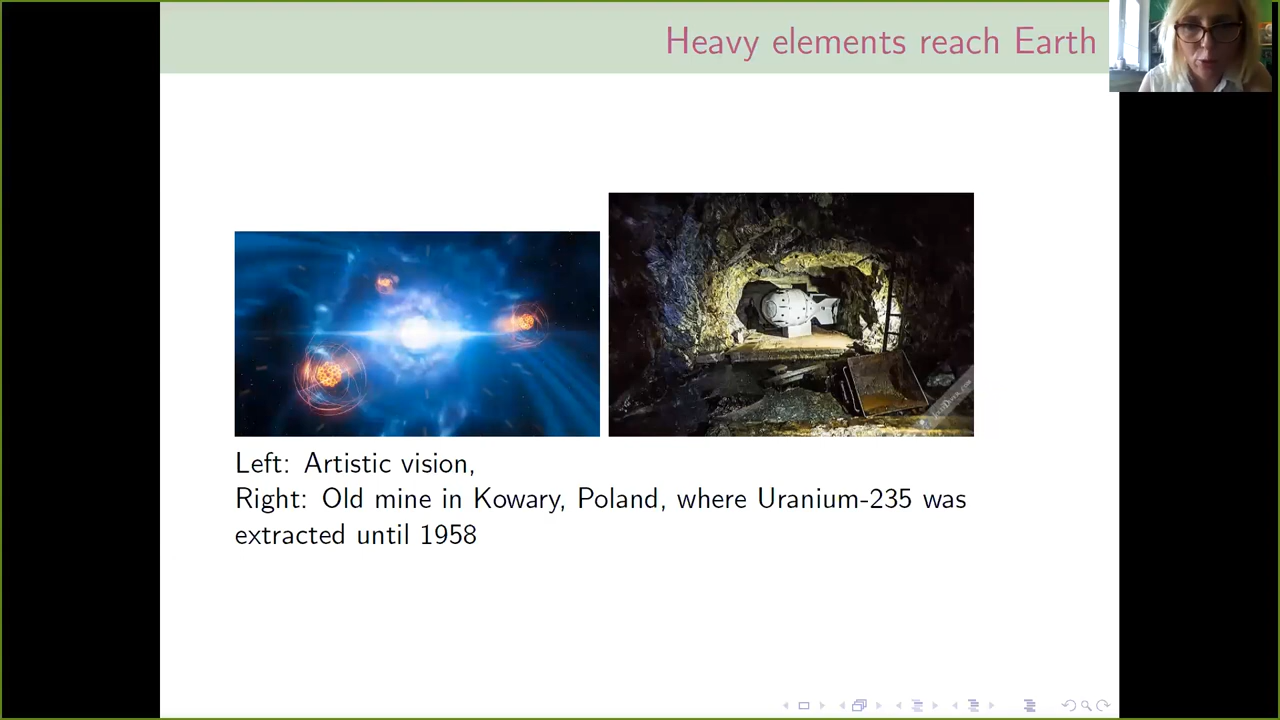 Heavy elements reach Earth
Left: Artistic vision,
Right: Old mine in Kowary, Poland, where Uranium-235 was
extracted until 1958